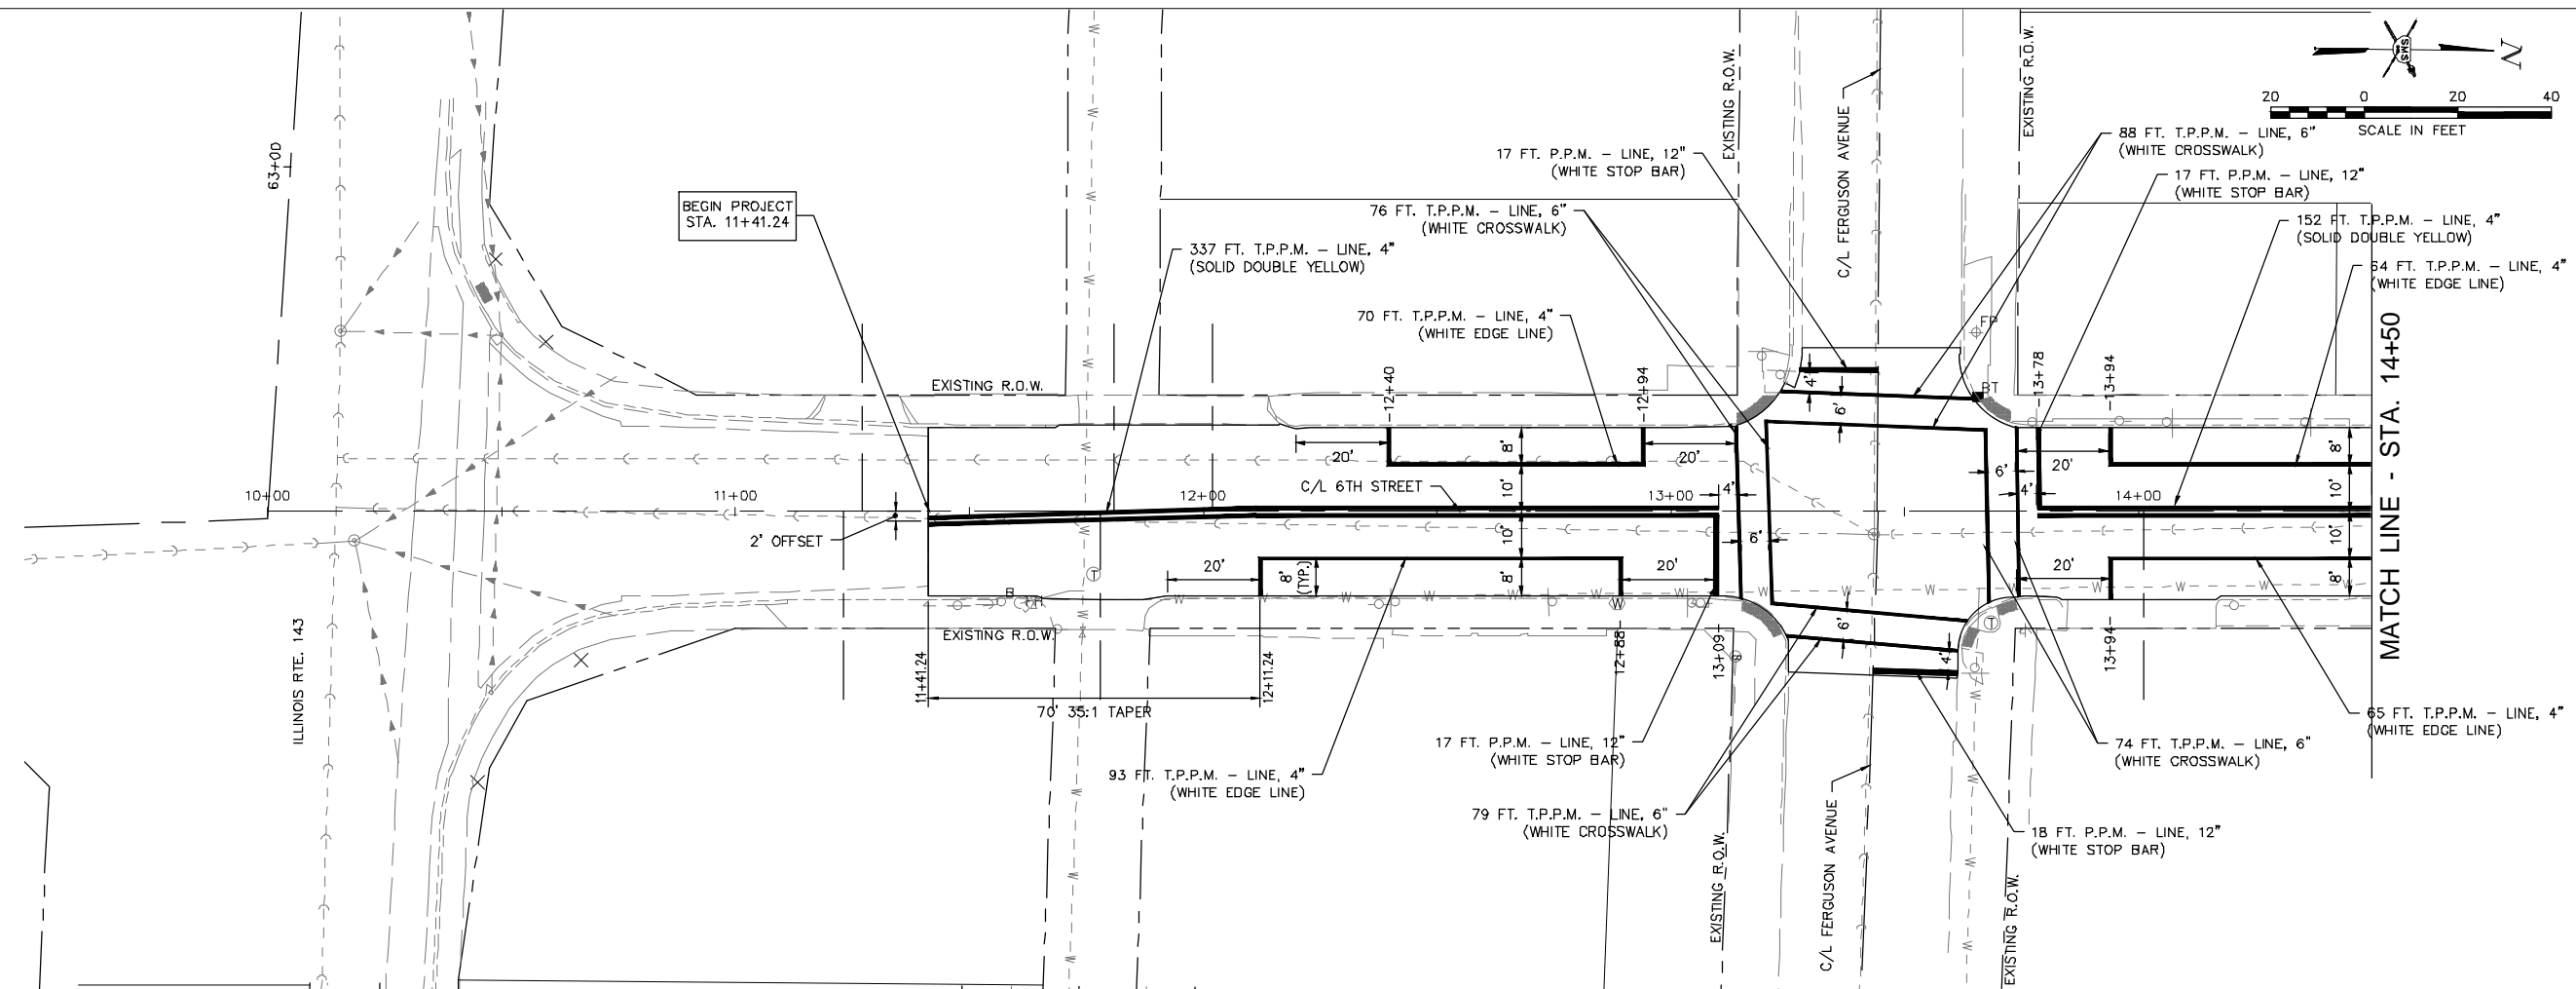 N
SMS
20 0 20 40
SCALE IN FEET
63+00
BEGIN PROJECT
STA. 11+41.24
EXISTING R.O.W.
C/L FERGUSON AVENUE
EXISTING R.O.W.
17 FT. P.P.M. – LINE, 12"
(WHITE STOP BAR)
88 FT. T.P.P.M. – LINE, 6"
(WHITE CROSSWALK)
17 FT. P.P.M. – LINE, 12"
(WHITE STOP BAR)
76 FT. T.P.P.M. – LINE, 6"
(WHITE CROSSWALK)
152 FT. T.P.P.M. – LINE, 4"
(SOLID DOUBLE YELLOW)
337 FT. T.P.P.M. – LINE, 4"
(SOLID DOUBLE YELLOW)
64 FT. T.P.P.M. – LINE, 4"
(WHITE EDGE LINE)
70 FT. T.P.P.M. – LINE, 4"
(WHITE EDGE LINE)
FP
BT
EXISTING R.O.W.
12+40
12+94
13+78
13+94
4'
6'
20'
8'
20'
6'
20'
8'
10'
C/L 6TH STREET
4'
4'
10'
10+00
11+00
12+00
13+00
14+00
2' OFFSET
10'
6'
10'
20'
8'
(TYP.)
8'
20'
20'
8'
T
W
T
EXISTING R.O.W.
6'
4'
11+41.24
12+11.24
12+88
13+09
13+94
70' 35:1 TAPER
ILLINOIS RTE. 143
MATCH LINE - STA. 14+50
65 FT. T.P.P.M. – LINE, 4"
(WHITE EDGE LINE)
17 FT. P.P.M. – LINE, 12"
(WHITE STOP BAR)
74 FT. T.P.P.M. – LINE, 6"
(WHITE CROSSWALK)
93 FT. T.P.P.M. – LINE, 4"
(WHITE EDGE LINE)
79 FT. T.P.P.M. – LINE, 6"
(WHITE CROSSWALK)
18 FT. P.P.M. – LINE, 12"
(WHITE STOP BAR)
EXISTING R.O.W.
C/L FERGUSON AVENUE
EXISTING R.O.W.